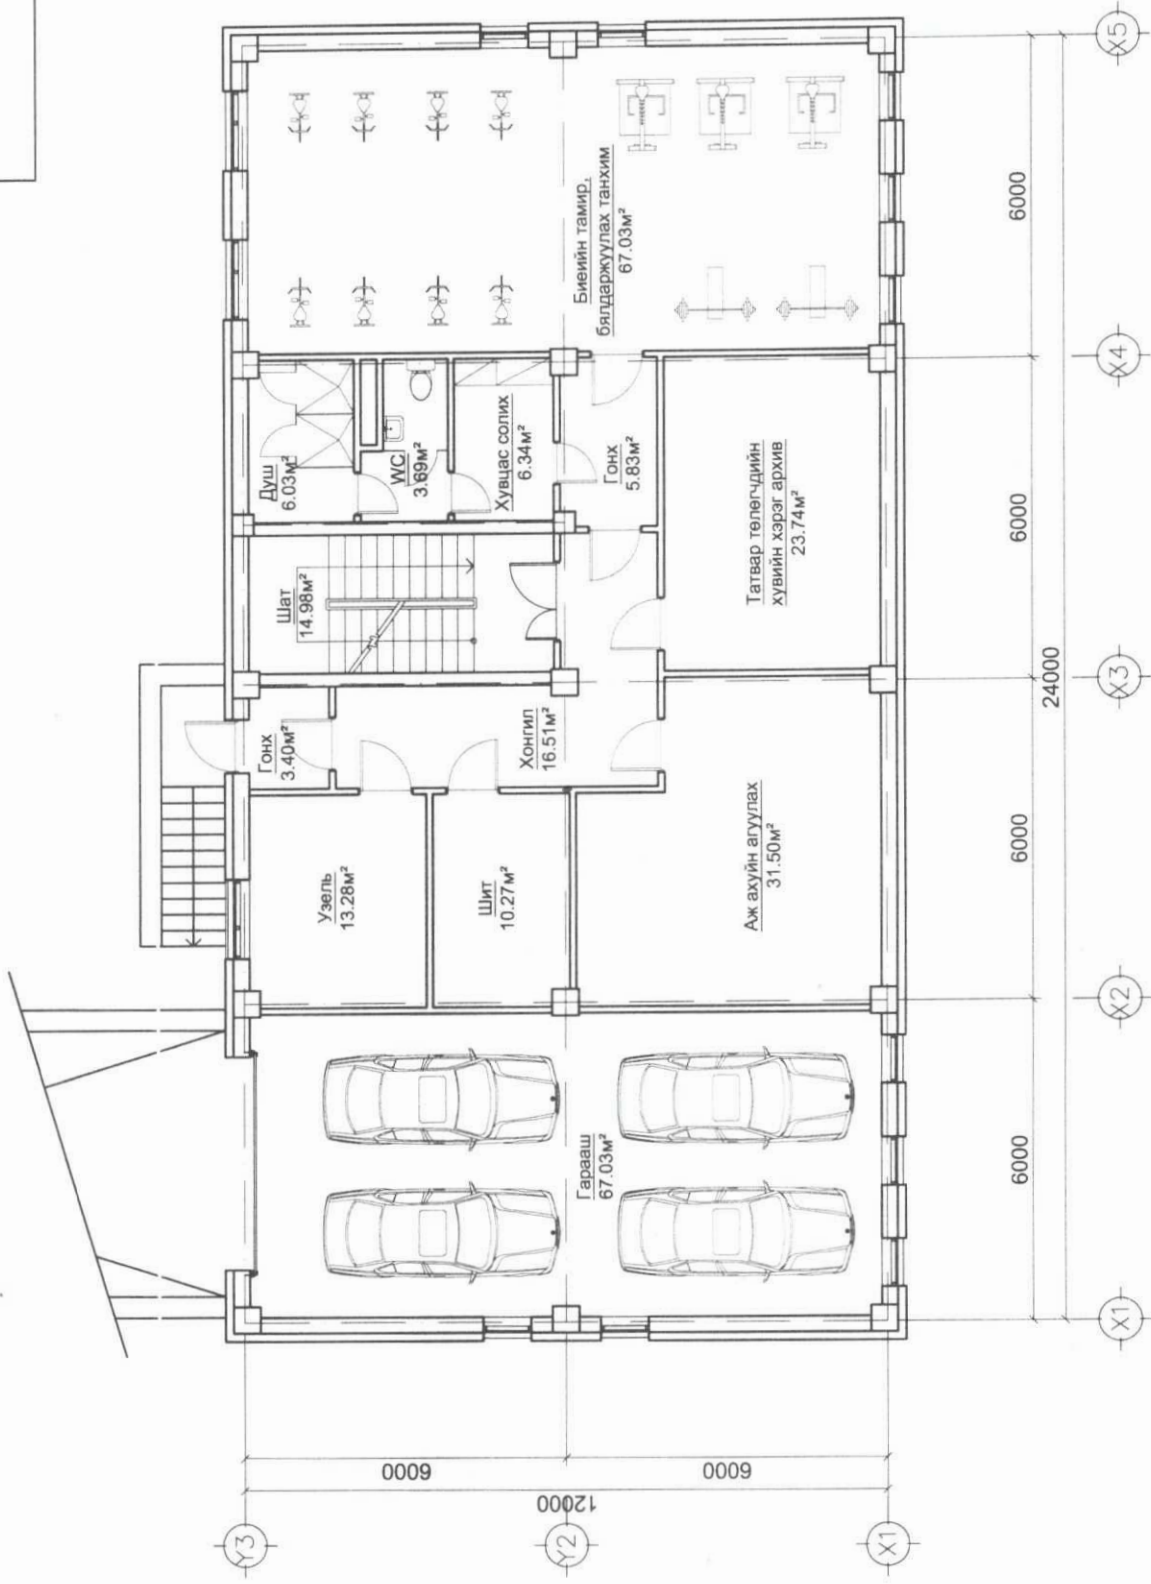 Душ
6.03м²
WC
3.69м²
Хувцас солих
6.34м²
Гонх
5.83м²
Биеийн тамир,
бялдаржуулах танхим
67.03м²
Шат
14.98м²
Татвар төлөгчдийн
хувийн хэрэг архив
23.74м²
Гонх
3.40м²
Хонгил
16.51м²
Узель
13.28м²
Шит
10.27м²
Аж ахуйн агуулах
31.50м²
Гарааш
67.03м²
6000
6000
12000
6000
6000
6000
6000
24000
Y3
Y2
X1
X1
X2
X3
X4
X5